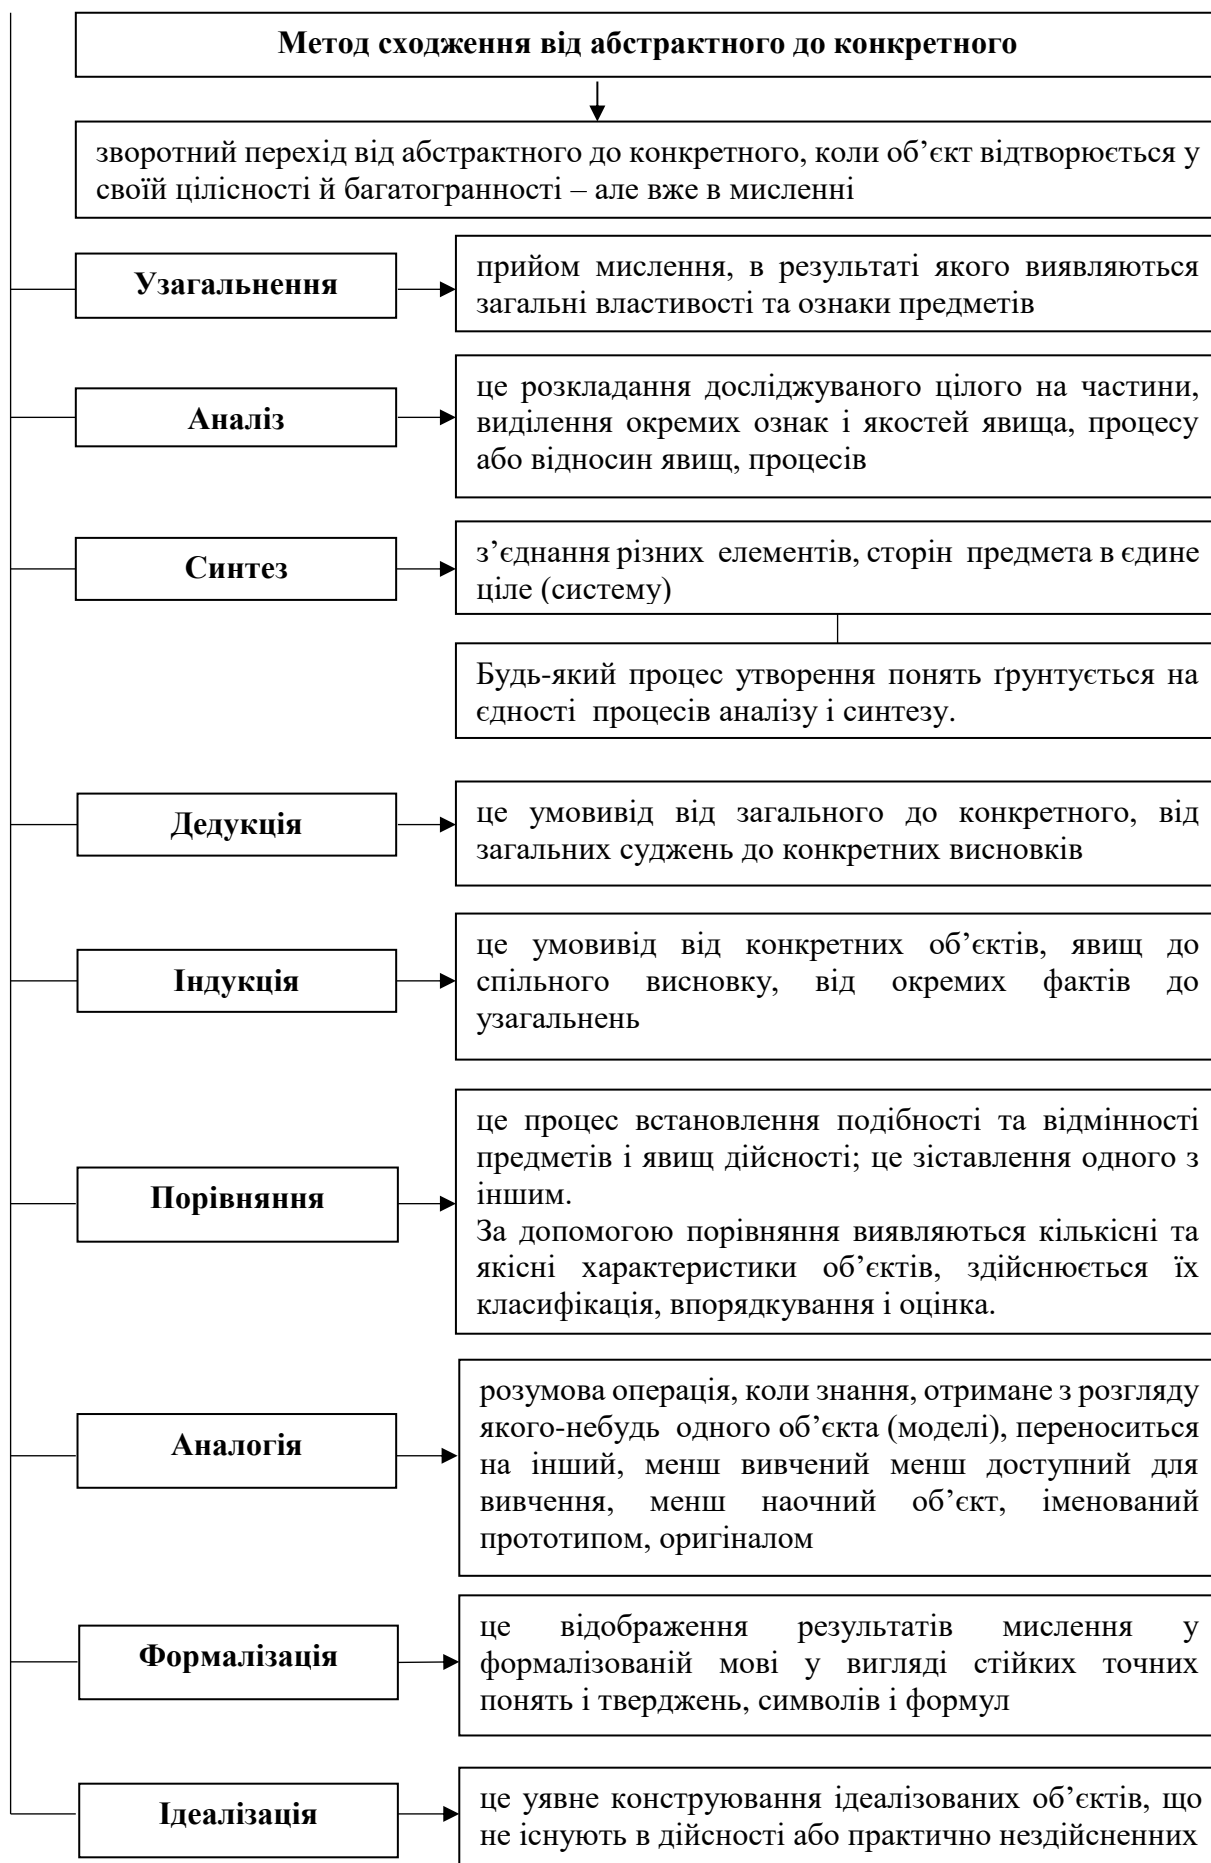 Метод сходження від абстрактного до конкретного
зворотний перехід від абстрактного до конкретного, коли об’єкт відтворюється у
своїй цілісності й багатогранності – але вже в мисленні
Узагальнення
прийом мислення, в результаті якого виявляються
загальні властивості та ознаки предметів
Аналіз
це розкладання досліджуваного цілого на частини,
виділення окремих ознак і якостей явища, процесу
або відносин явищ, процесів
Синтез
з’єднання різних елементів, сторін предмета в єдине
ціле (систему)
Будь-який процес утворення понять ґрунтується на
єдності процесів аналізу і синтезу.
Дедукція
це умовивід від загального до конкретного, від
загальних суджень до конкретних висновків
Індукція
це умовивід від конкретних об’єктів, явищ до
спільного висновку, від окремих фактів до
узагальнень
Порівняння
це процес встановлення подібності та відмінності
предметів і явищ дійсності; це зіставлення одного з
іншим.
За допомогою порівняння виявляються кількісні та
якісні характеристики об’єктів, здійснюється їх
класифікація, впорядкування і оцінка.
Аналогія
розумова операція, коли знання, отримане з розгляду
якого-небудь одного об’єкта (моделі), переноситься
на інший, менш вивчений менш доступний для
вивчення, менш наочний об’єкт, іменований
прототипом, оригіналом
Формалізація
це відображення результатів мислення у
формалізованій мові у вигляді стійких точних
понять і тверджень, символів і формул
Ідеалізація
це уявне конструювання ідеалізованих об’єктів, що
не існують в дійсності або практично нездійсненних